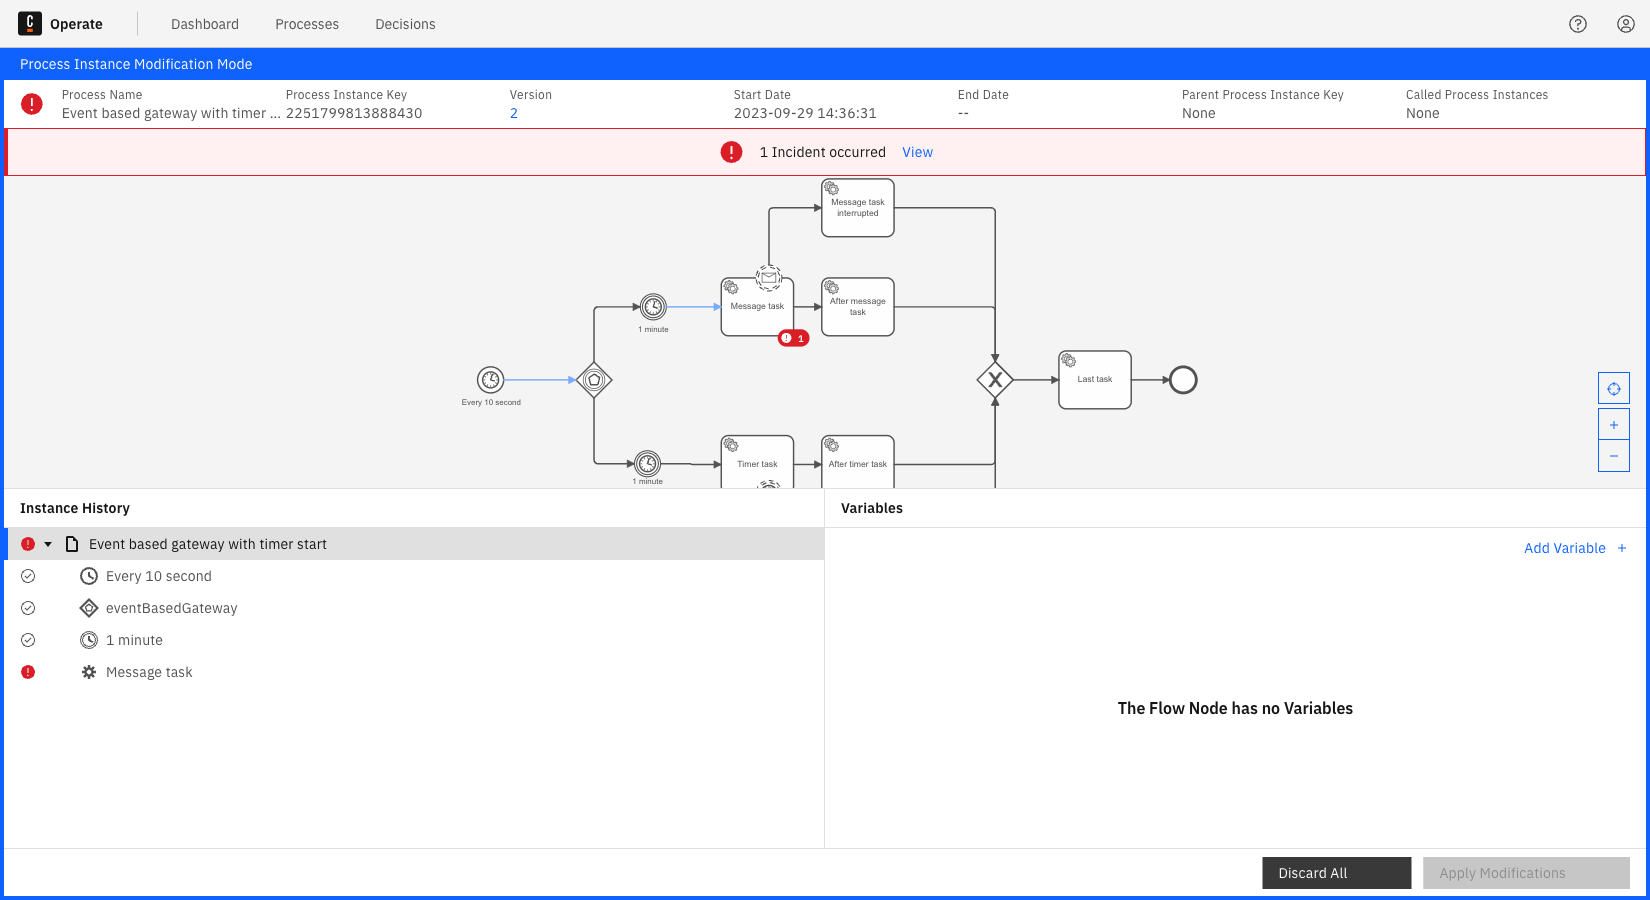 Operate
Dashboard
Processes
Decisions
Process Instance Modification Mode
Process Name
Process Instance Key
Version
Start Date
End Date
Parent Process Instance Key
Called Process Instances
Event based gateway with timer ...
2251799813888430
2
2023-09-29 14:36:31
--
None
None
1 Incident occurred
View
Message task
interrupted
Message task
After message
task
1 minute
1
Every 10 second
Last task
Timer task
After timer task
1 minute
Instance History
Variables
Event based gateway with timer start
Add Variable +
Every 10 second
eventBasedGateway
1 minute
Message task
The Flow Node has no Variables
Discard All
Apply Modifications